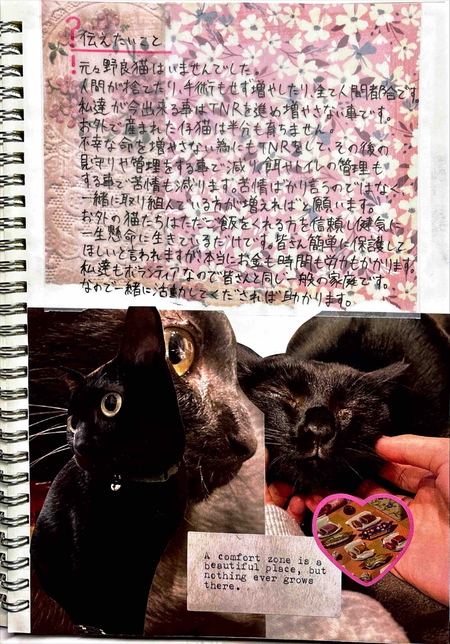 ?
!
伝えたいこと
元々野良猫はいませんでした。
人間が捨てたり、手術もせず増やしたり、全て人間都合です。
私達が今出来る事はTNRを進め増やさない事です。
お外で産まれた仔猫は半分も育ちません。
不幸な命を増やさない為にもTNRをして、その後の
見守りや管理をする事で減り、餌やトイレの管理も
する事で苦情も減ります。苦情ばかり言うのではなく、
一緒に取り組んでいる方が増えればと願います。
お外の猫たちはただご飯をくれる方を信頼し健気に
一生懸命に生きているだけです。皆さん簡単に保護して
ほしいと言われますが、本当にお金も時間も労力もかかります。
私達もボランティアなので皆さんと同じ一般の家庭です。
なので一緒に活動してくだされば助かります。
A comfort zone is a
beautiful place, but
nothing ever grows
there.